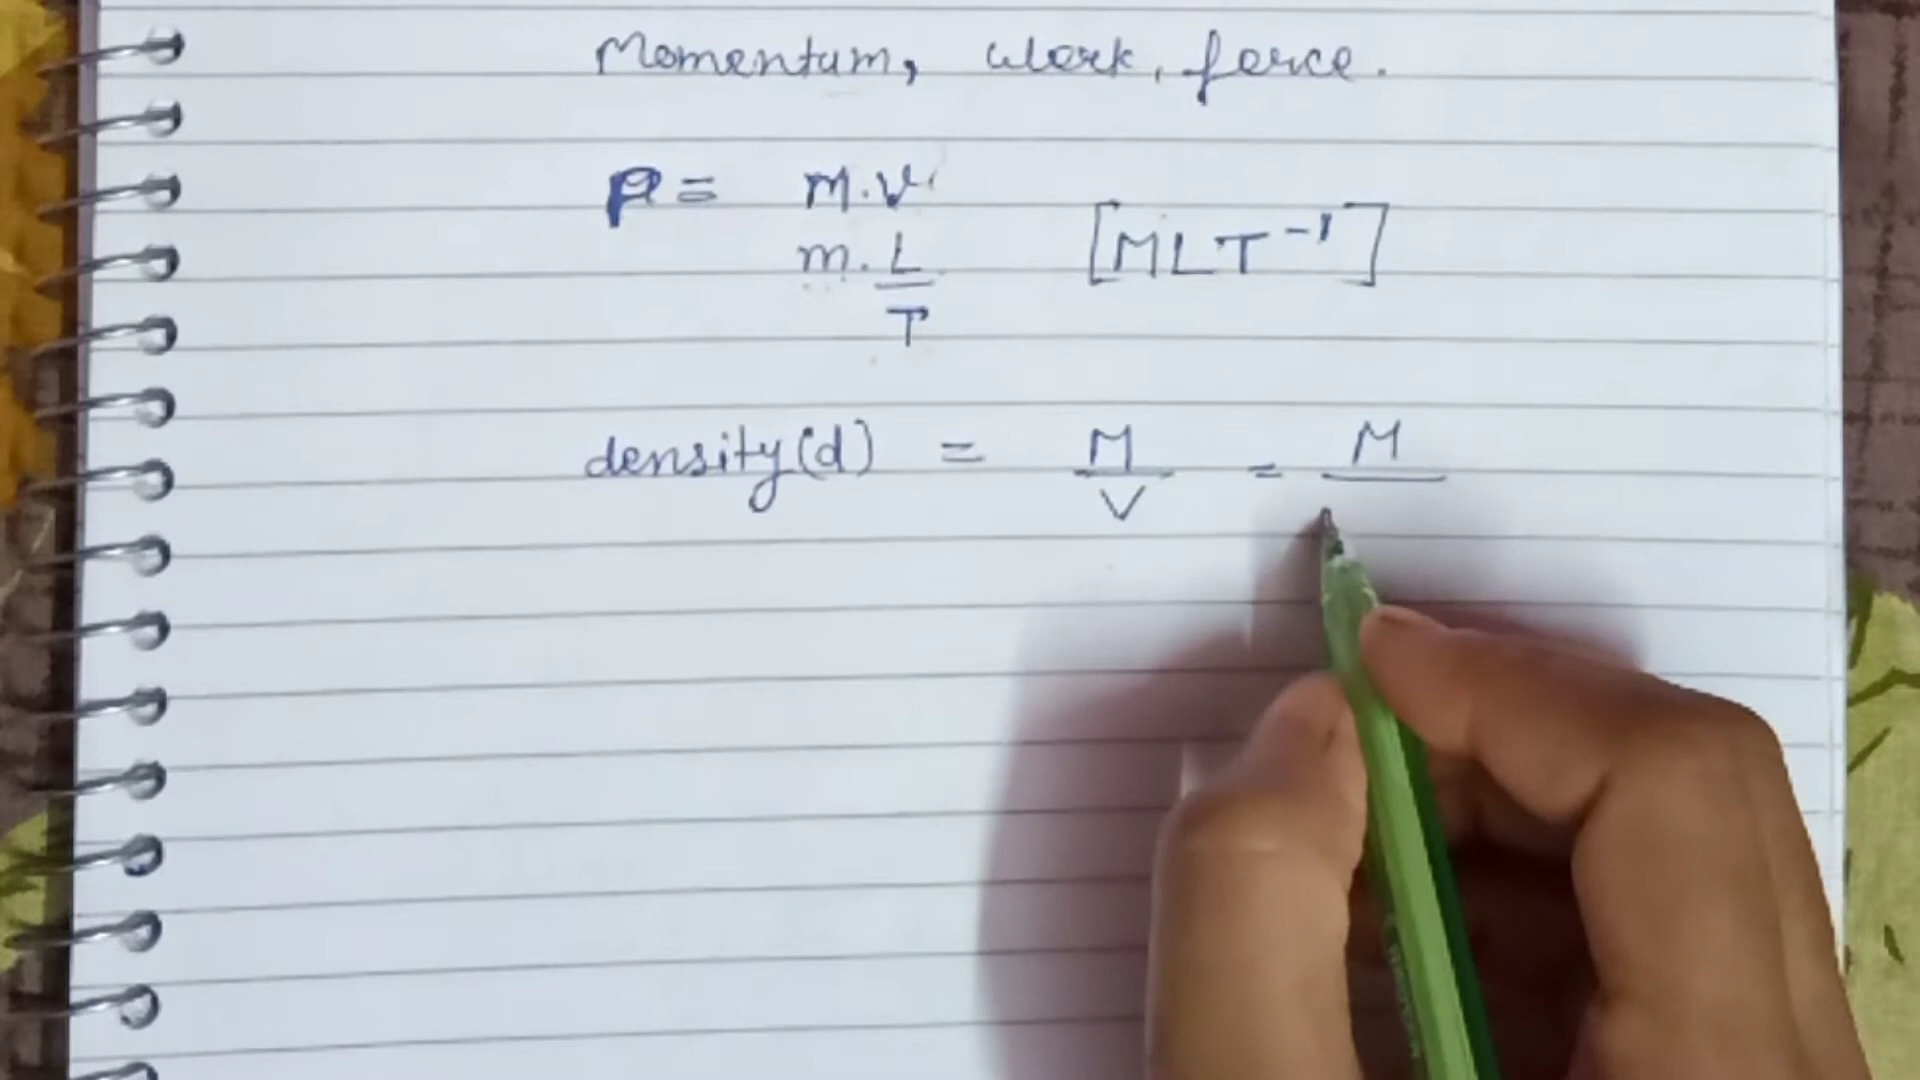 Momentum, Work, force.
P = m.v
m. L/T [MLT⁻¹]
density(d) = M/V = M